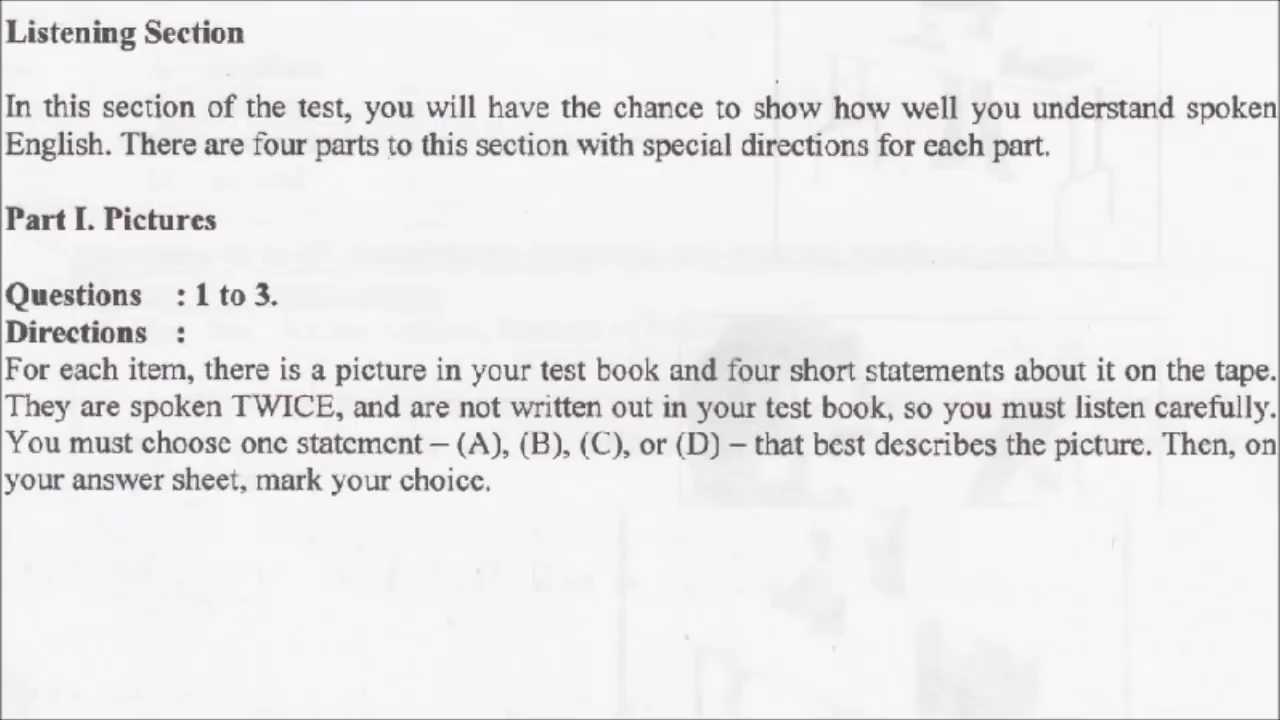 Listening Section
In this section of the test, you will have the chance to show how well you understand spoken
English. There are four parts to this section with special directions for each part.
Part I. Pictures
Questions : 1 to 3.
Directions :
For each item, there is a picture in your test book and four short statements about it on the tape.
They are spoken TWICE, and are not written out in your test book, so you must listen carefully.
You must choose one statement – (A), (B), (C), or (D) – that best describes the picture. Then, on
your answer sheet, mark your choice.